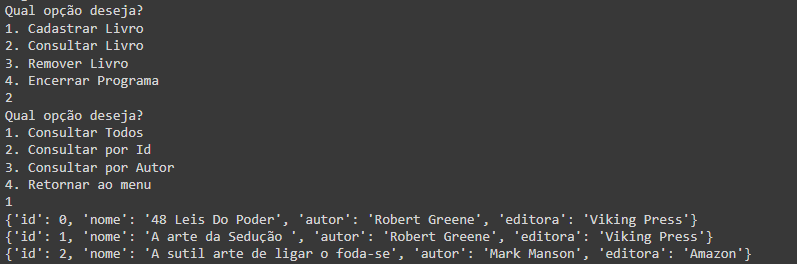 Qual opção deseja?
1. Cadastrar Livro
2. Consultar Livro
3. Remover Livro
4. Encerrar Programa
2
Qual opção deseja?
1. Consultar Todos
2. Consultar por Id
3. Consultar por Autor
4. Retornar ao menu
1
{'id': 0, 'nome': '48 Leis Do Poder', 'autor': 'Robert Greene', 'editora': 'Viking Press'}
{'id': 1, 'nome': 'A arte da Sedução ', 'autor': 'Robert Greene', 'editora': 'Viking Press'}
{'id': 2, 'nome': 'A sutil arte de ligar o foda-se', 'autor': 'Mark Manson', 'editora': 'Amazon'}